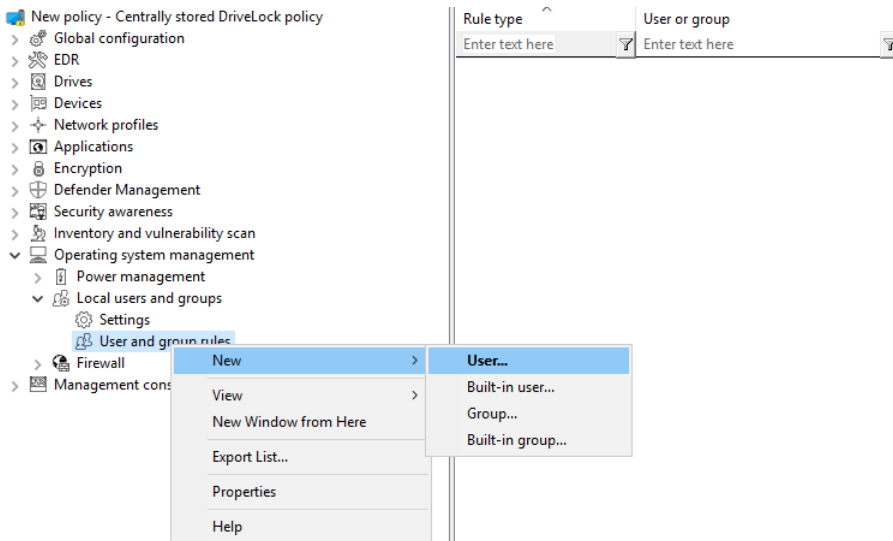 New policy - Centrally stored DriveLock policy
Global configuration
EDR
Drives
Devices
Network profiles
Applications
Encryption
Defender Management
Security awareness
Inventory and vulnerability scan
Operating system management
Power management
Local users and groups
Settings
User and group rules
Firewall
Management cons
New
View
New Window from Here
Export List...
Properties
Help
User...
Built-in user...
Group...
Built-in group...
Rule type
User or group
Enter text here
Enter text here